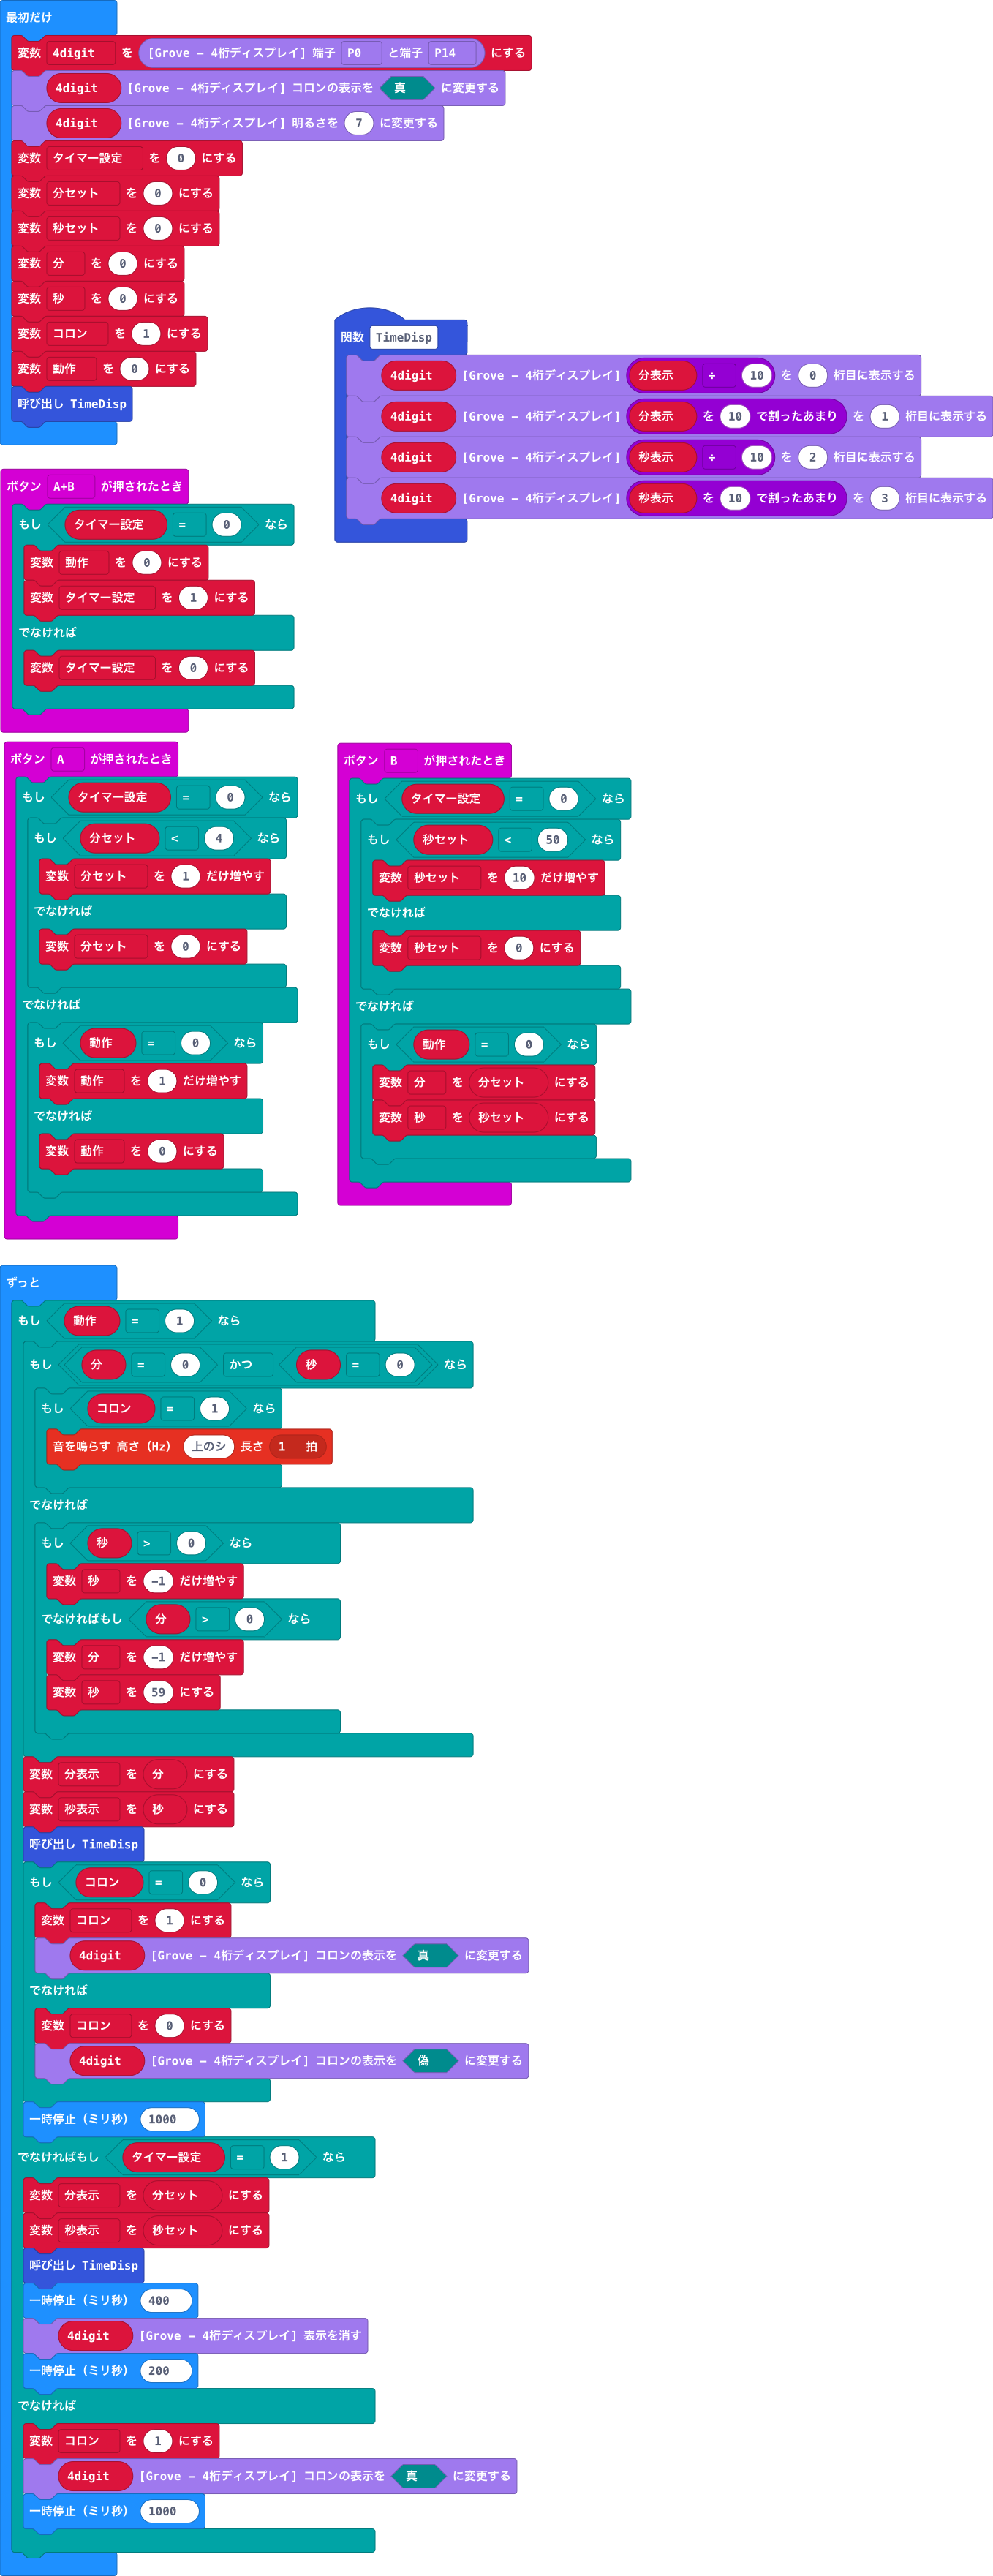 最初だけ
変数 4digit を [Grove - 4桁ディスプレイ] 端子 P0 と端子 P14 にする
4digit [Grove - 4桁ディスプレイ] コロンの表示を 真 に変更する
4digit [Grove - 4桁ディスプレイ] 明るさを 7 に変更する
変数 タイマー設定 を 0 にする
変数 分セット を 0 にする
変数 秒セット を 0 にする
変数 分 を 0 にする
変数 秒 を 0 にする
変数 コロン を 1 にする
変数 動作 を 0 にする
呼び出し TimeDisp
関数 TimeDisp
4digit [Grove - 4桁ディスプレイ] 分表示 ÷ 10 を 0 桁目に表示する
4digit [Grove - 4桁ディスプレイ] 分表示 を 10 で割ったあまり を 1 桁目に表示する
4digit [Grove - 4桁ディスプレイ] 秒表示 ÷ 10 を 2 桁目に表示する
4digit [Grove - 4桁ディスプレイ] 秒表示 を 10 で割ったあまり を 3 桁目に表示する
ボタン A+B が押されたとき
もし タイマー設定 = 0 なら
変数 動作 を 0 にする
変数 タイマー設定 を 1 にする
でなければ
変数 タイマー設定 を 0 にする
ボタン A が押されたとき
もし タイマー設定 = 0 なら
もし 分セット < 4 なら
変数 分セット を 1 だけ増やす
でなければ
変数 分セット を 0 にする
でなければ
もし 動作 = 0 なら
変数 動作 を 1 だけ増やす
でなければ
変数 動作 を 0 にする
ボタン B が押されたとき
もし タイマー設定 = 0 なら
もし 秒セット < 50 なら
変数 秒セット を 10 だけ増やす
でなければ
変数 秒セット を 0 にする
でなければ
もし 動作 = 0 なら
変数 分 を 分セット にする
変数 秒 を 秒セット にする
ずっと
もし 動作 = 1 なら
もし 分 = 0 かつ 秒 = 0 なら
もし コロン = 1 なら
音を鳴らす 高さ (Hz) 上のシ 長さ 1 拍
でなければ
もし 秒 > 0 なら
変数 秒 を -1 だけ増やす
でなければもし 分 > 0 なら
変数 分 を -1 だけ増やす
変数 秒 を 59 にする
変数 分表示 を 分 にする
変数 秒表示 を 秒 にする
呼び出し TimeDisp
もし コロン = 0 なら
変数 コロン を 1 にする
4digit [Grove - 4桁ディスプレイ] コロンの表示を 真 に変更する
でなければ
変数 コロン を 0 にする
4digit [Grove - 4桁ディスプレイ] コロンの表示を 偽 に変更する
一時停止 (ミリ秒) 1000
でなければもし タイマー設定 = 1 なら
変数 分表示 を 分セット にする
変数 秒表示 を 秒セット にする
呼び出し TimeDisp
一時停止 (ミリ秒) 400
4digit [Grove - 4桁ディスプレイ] 表示を消す
一時停止 (ミリ秒) 200
でなければ
変数 コロン を 1 にする
4digit [Grove - 4桁ディスプレイ] コロンの表示を 真 に変更する
一時停止 (ミリ秒) 1000